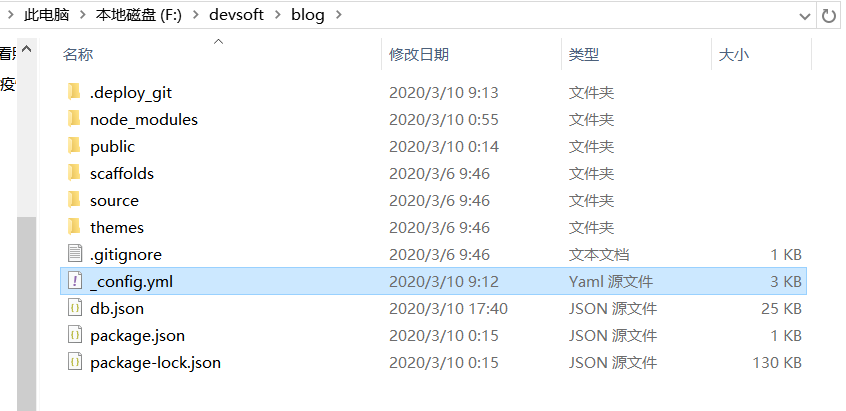 此电脑 > 本地磁盘 (F:) > devsoft > blog >
名称 修改日期 类型 大小
.deploy_git 2020/3/10 9:13 文件夹
node_modules 2020/3/10 0:55 文件夹
public 2020/3/10 0:14 文件夹
scaffolds 2020/3/6 9:46 文件夹
source 2020/3/6 9:46 文件夹
themes 2020/3/6 9:46 文件夹
.gitignore 2020/3/6 9:46 文本文档 1 KB
_config.yml 2020/3/10 9:12 Yaml 源文件 3 KB
db.json 2020/3/10 17:40 JSON 源文件 25 KB
package.json 2020/3/10 0:15 JSON 源文件 1 KB
package-lock.json 2020/3/10 0:15 JSON 源文件 130 KB